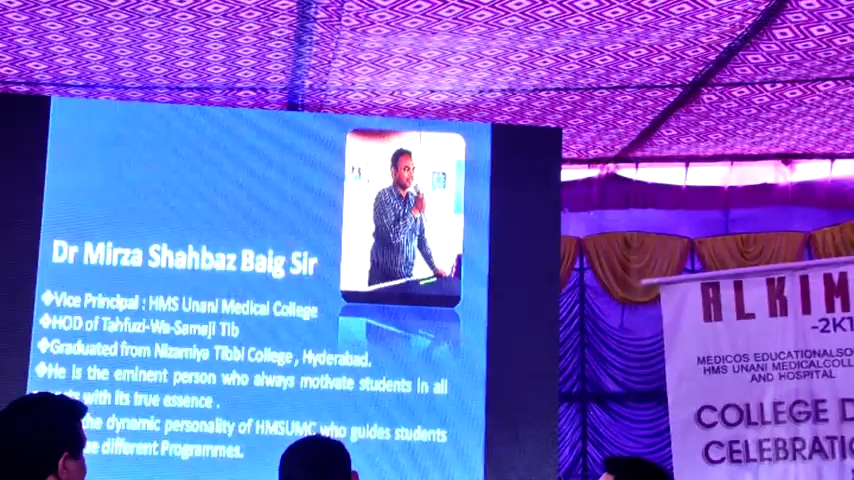 Dr Mirza Shahbaz Baig Sir
❖Vice Principal : HMS Unani Medical College
❖HOD of Tahfuzi-Wa-Samaji Tib
❖Graduated from Nizamiya Tibbi College , Hyderabad.
❖He is the eminent person who always motivate students in all
with its true essence .
the dynamic personality of HMSUMC who guides students
different Programmes.
ALKIM
-2K1
MEDICOS EDUCATIONALSO
HMS UNANI MEDICALCOLL
AND HOSPITAL
COLLEGE D
CELEBRATIO